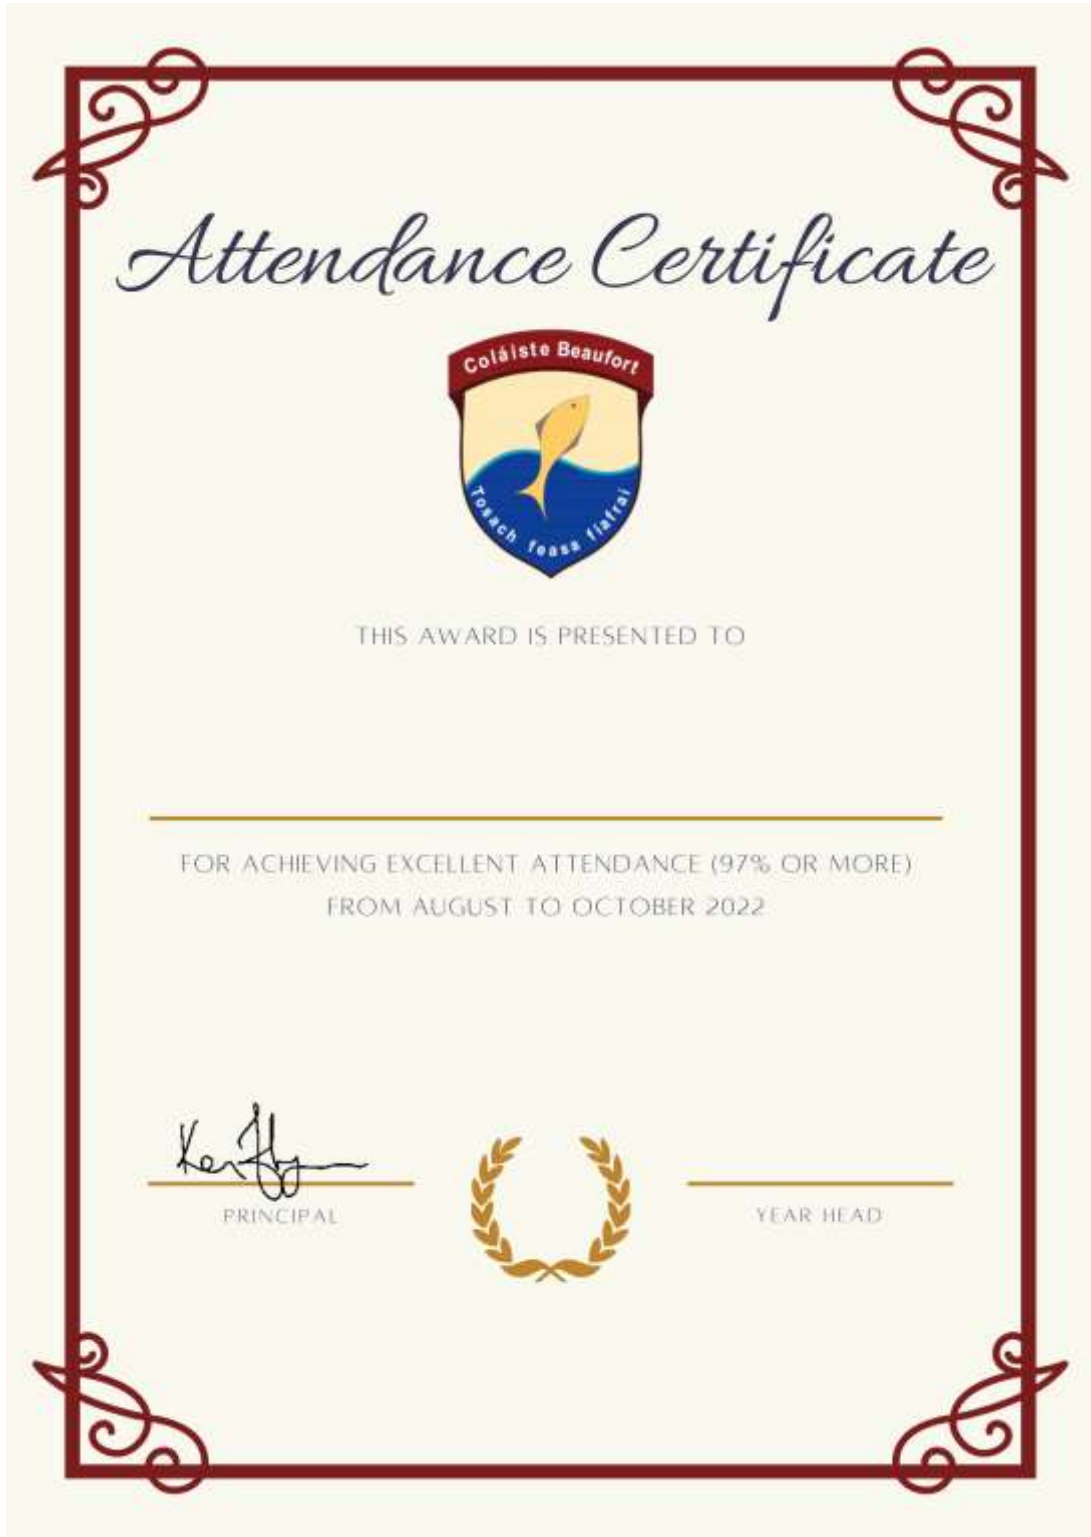 Attendance Certificate
Coláiste Beaufort
Tosach feasa fiafraí
THIS AWARD IS PRESENTED TO
FOR ACHIEVING EXCELLENT ATTENDANCE (97% OR MORE)
FROM AUGUST TO OCTOBER 2022
PRINCIPAL
YEAR HEAD